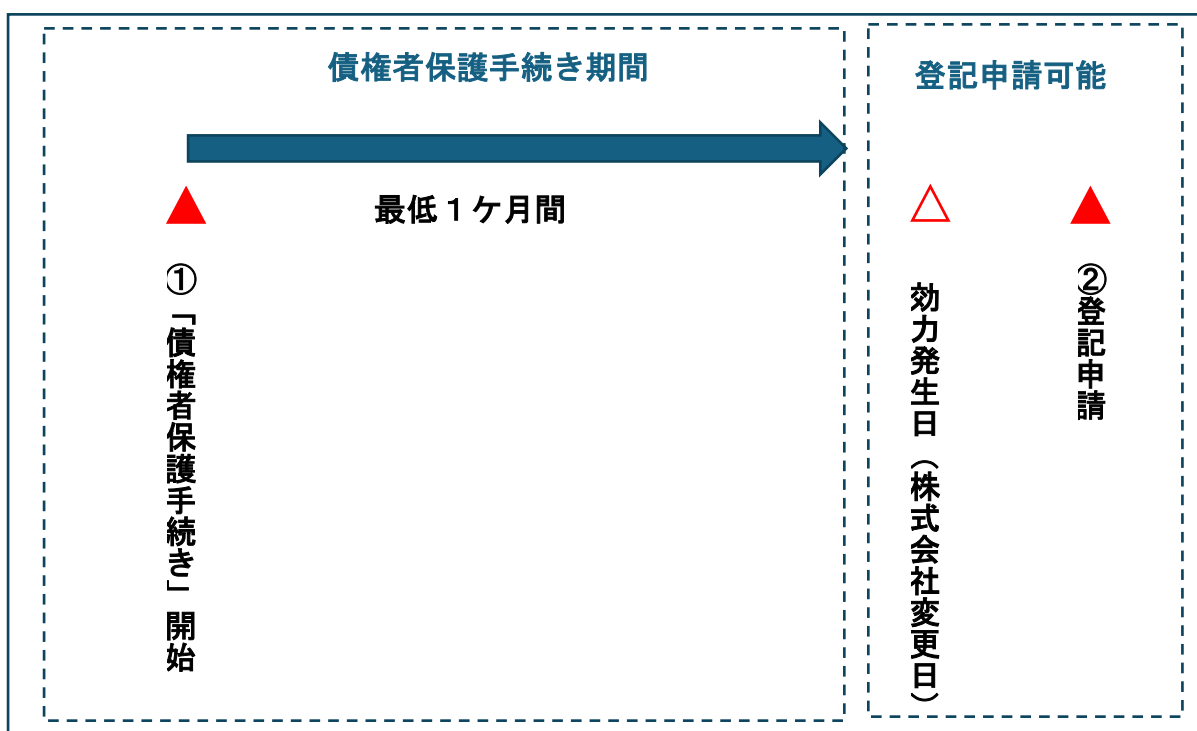 債権者保護手続き期間
登記申請可能
最低1ケ月間
①「債権者保護手続き」開始
効力発生日（株式会社変更日）
②登記申請